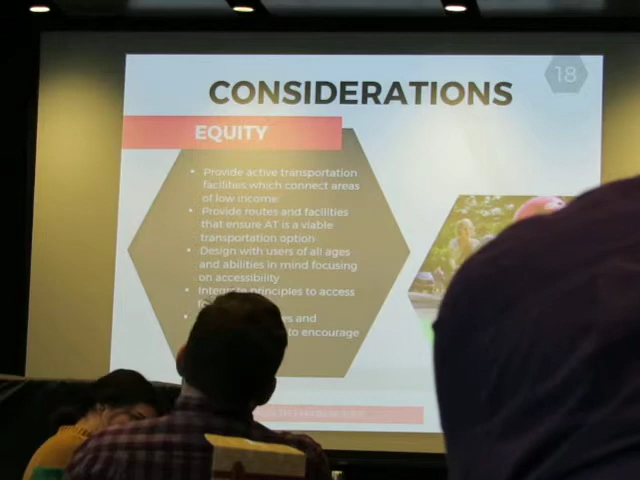 18
CONSIDERATIONS
EQUITY
• Provide active transportation
facilities which connect areas
of low income
• Provide routes and facilities
that ensure AT is a viable
transportation option
• Design with users of all ages
and abilities in mind focusing
on accessibility
• Integrate principles to access
and
to encourage